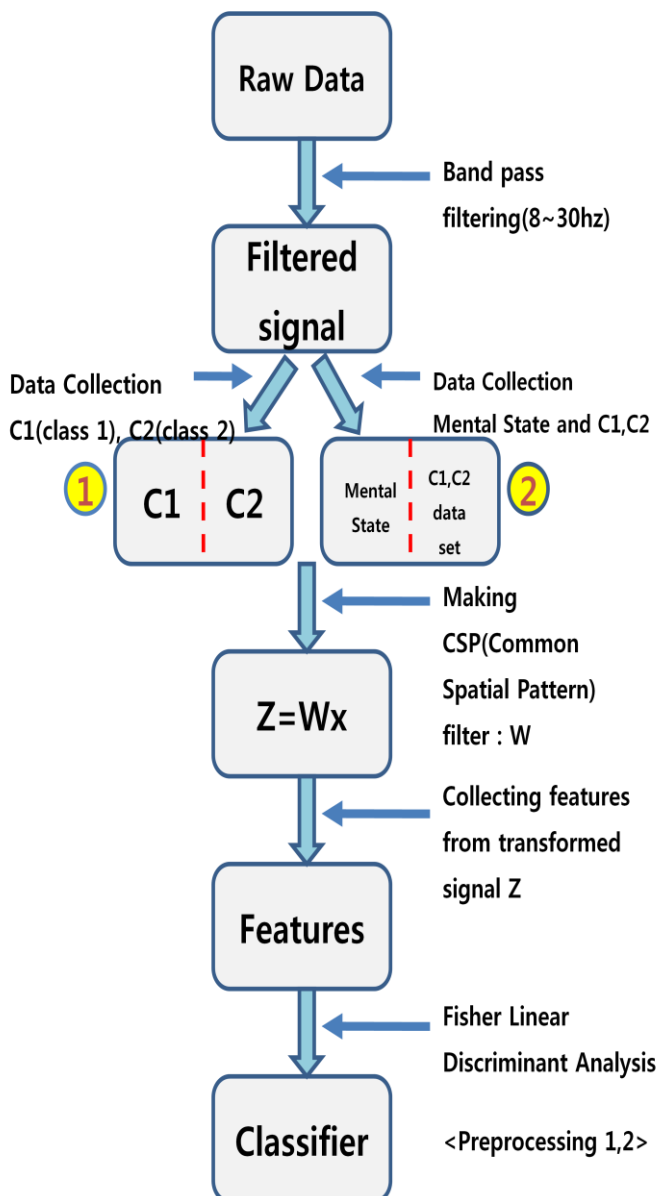 Raw Data
Band pass
filtering(8~30hz)
Filtered
signal
Data Collection
C1(class 1), C2(class 2)
Data Collection
Mental State and C1,C2
1
C1
C2
Mental
State
C1,C2
data
set
2
Making
CSP(Common
Spatial Pattern)
filter : W
Z=Wx
Collecting features
from transformed
signal Z
Features
Fisher Linear
Discriminant Analysis
Classifier
<Preprocessing 1,2>